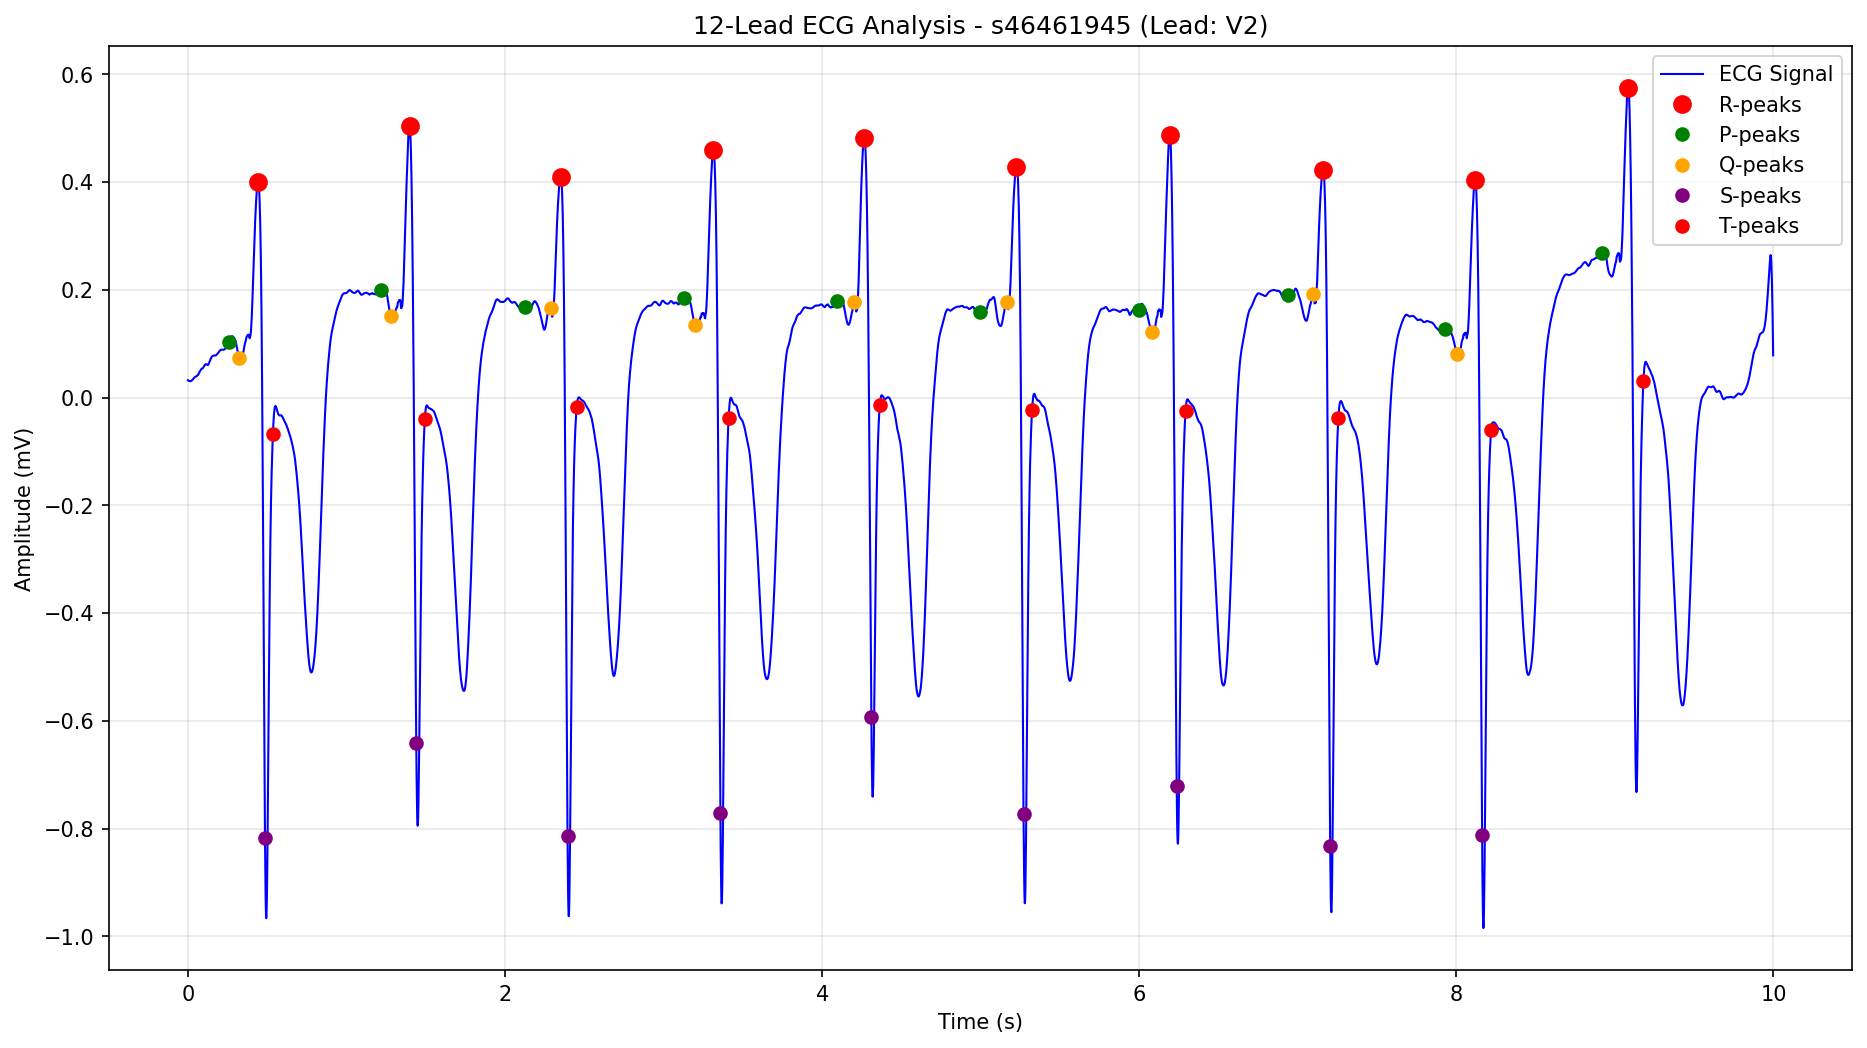 12-Lead ECG Analysis - s46461945 (Lead: V2)
ECG Signal
R-peaks
P-peaks
Q-peaks
S-peaks
T-peaks
Amplitude (mV)
0.6
0.4
0.2
0.0
−0.2
−0.4
−0.6
−0.8
−1.0
0 2 4 6 8 10
Time (s)